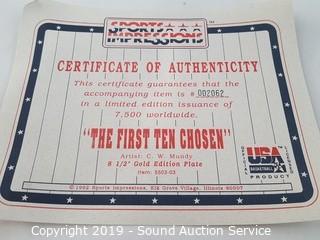 SPORTS
IMPRESSIONS
CERTIFICATE OF AUTHENTICITY
This certificate guarantees that the
accompanying item is # 002062
in a limited edition issuance of
7,500 worldwide.
"THE FIRST TEN CHOSEN"
Artist: C. W. Mundy
8 1/2" Gold Edition Plate
Item: 5503-03
© 1992 Sports Impressions, Elk Grove Village, Illinois 60007
USA
BASKETBALL
PRODUCT
Copyright 2019 - Sound Auction Service